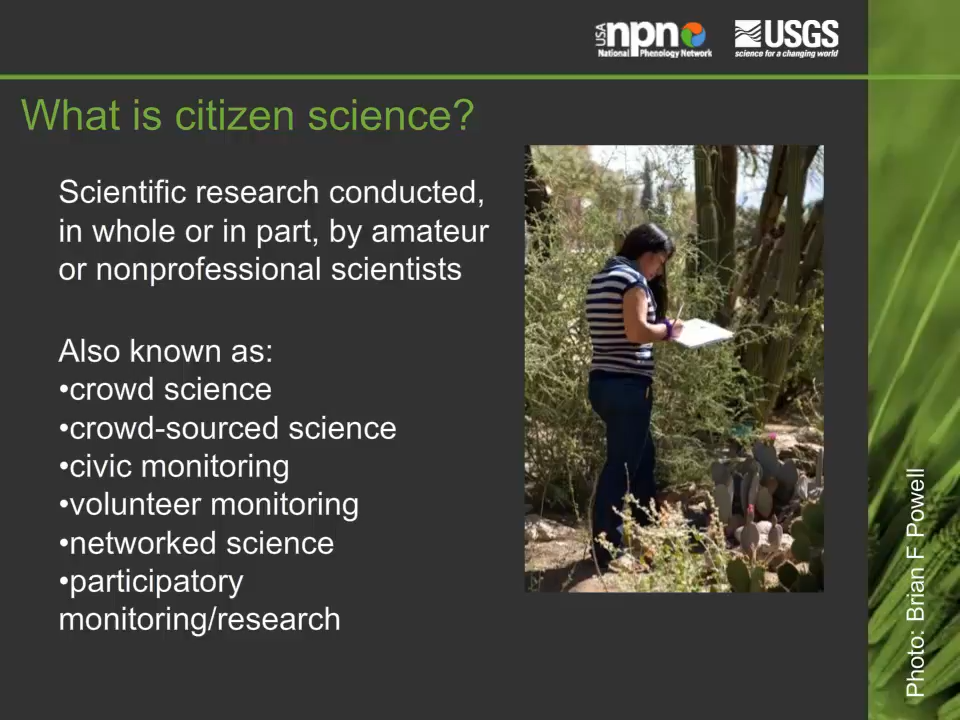 USA npn
National Phenology Network
USGS
science for a changing world
What is citizen science?
Scientific research conducted,
in whole or in part, by amateur
or nonprofessional scientists
Also known as:
•crowd science
•crowd-sourced science
•civic monitoring
•volunteer monitoring
•networked science
•participatory
monitoring/research
Photo: Brian F Powell